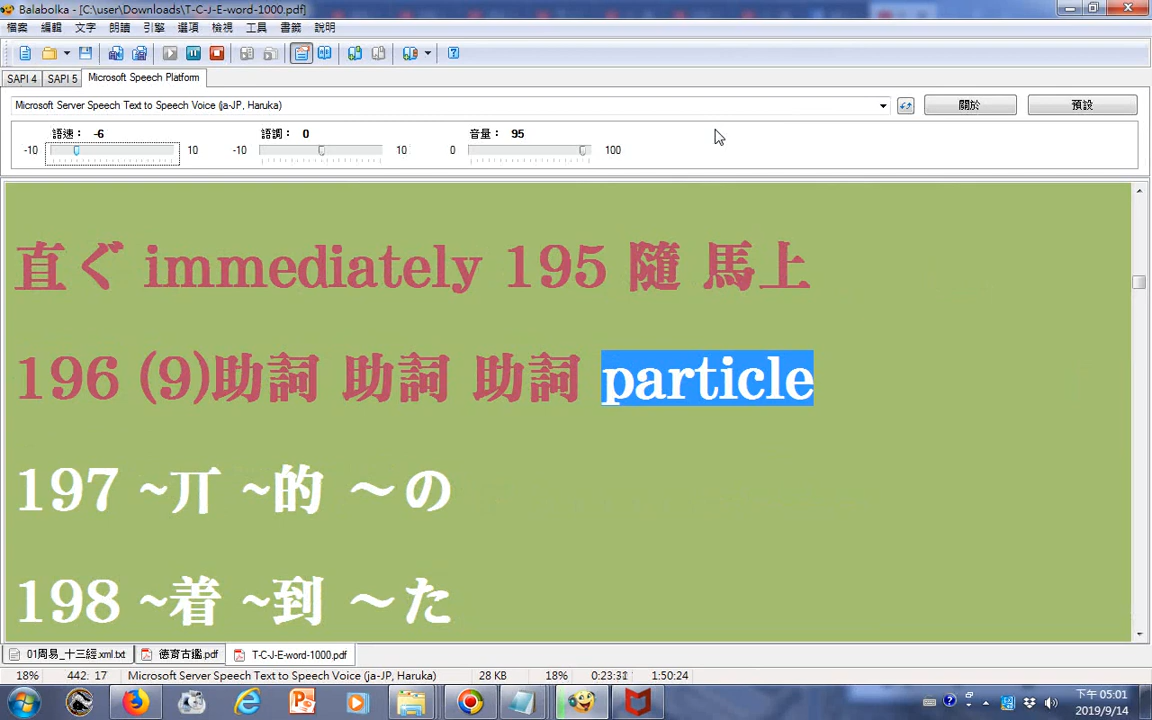 Balabolka - [C:\user\Downloads\T-C-J-E-word-1000.pdf]
檔案 編輯 文字 朗讀 引擎 選項 檢視 工具 書籤 說明
SAPI 4 SAPI 5 Microsoft Speech Platform
Microsoft Server Speech Text to Speech Voice (ja-JP, Haruka) 關於 預設
語速： -6 語調： 0 音量： 95
-10 10 -10 10 0 100
直ぐ immediately 195 隨 馬上
196 (9)助詞 助詞 助詞 particle
197 ~丌 ~的 ～の
198 ~着 ~到 ～た
01周易_十三經.xml.txt 德育古鑑.pdf T-C-J-E-word-1000.pdf
18% 442: 17 Microsoft Server Speech Text to Speech Voice (ja-JP, Haruka) 28 KB 18% 0:23:31 1:50:24
下午 05:01
2019/9/14